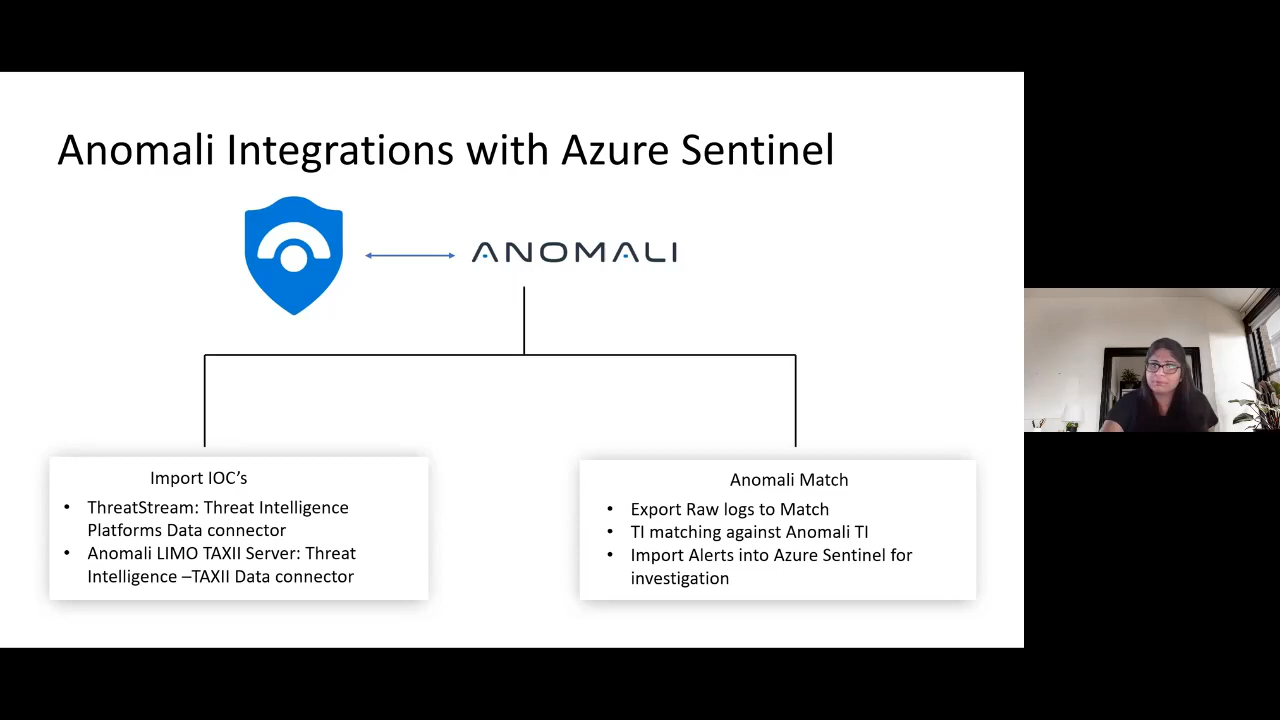 Anomali Integrations with Azure Sentinel
ANOMALI
Import IOC's
• ThreatStream: Threat Intelligence
Platforms Data connector
• Anomali LIMO TAXII Server: Threat
Intelligence –TAXII Data connector
Anomali Match
• Export Raw logs to Match
• TI matching against Anomali TI
• Import Alerts into Azure Sentinel for
investigation